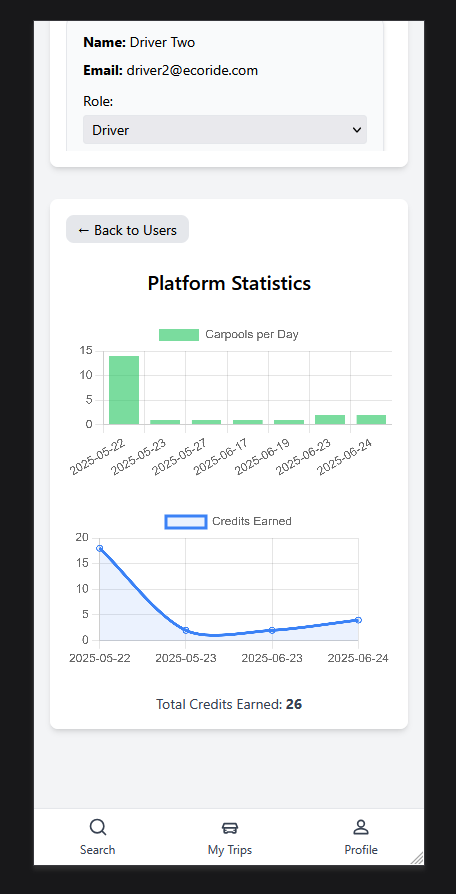 Name: Driver Two
Email: driver2@ecoride.com
Role:
Driver
← Back to Users
Platform Statistics
Carpools per Day
15
10
5
0
2025-05-22
2025-05-23
2025-05-27
2025-06-17
2025-06-19
2025-06-23
2025-06-24
Credits Earned
20
15
10
5
0
2025-05-22
2025-05-23
2025-06-23
2025-06-24
Total Credits Earned: 26
Search
My Trips
Profile